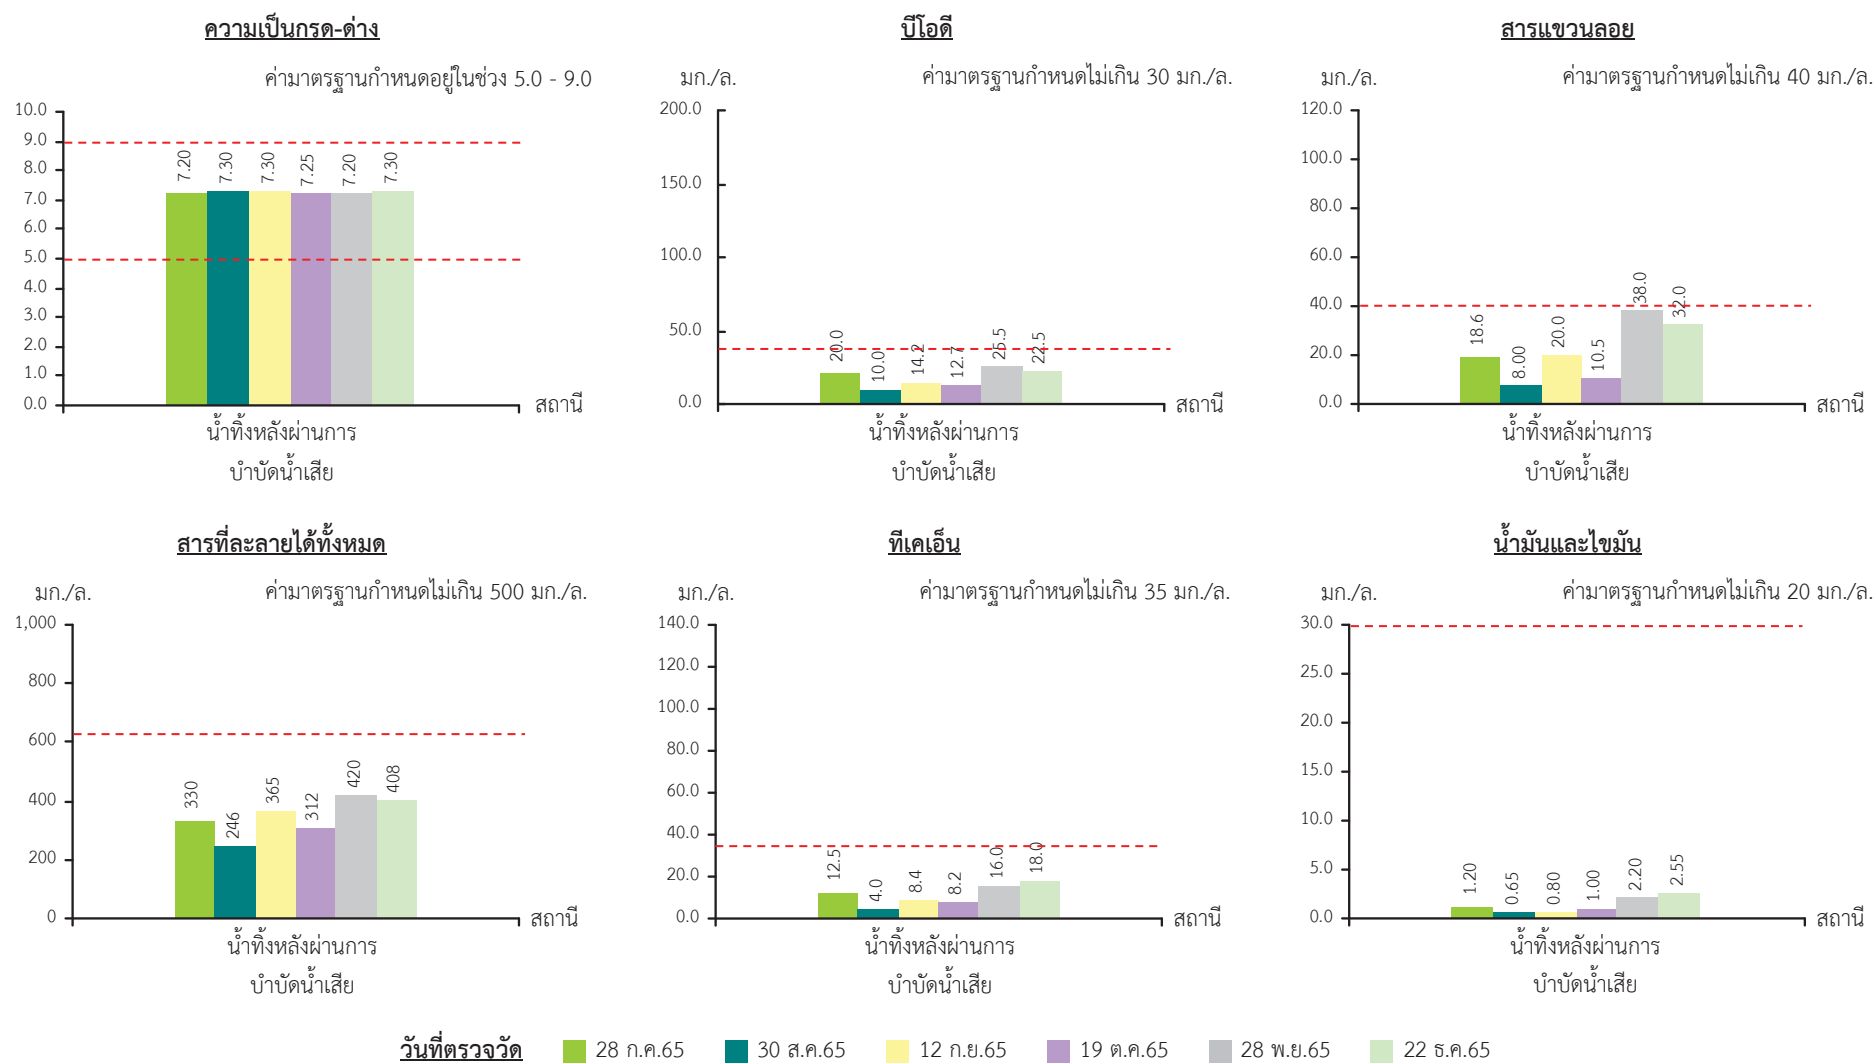 ความเป็นกรด-ด่าง
ค่ามาตรฐานกำหนดอยู่ในช่วง 5.0 - 9.0
10.0
9.0
8.0
7.0
6.0
5.0
4.0
3.0
2.0
1.0
0.0
7.20
7.30
7.30
7.25
7.20
7.30
สถานี
น้ำทิ้งหลังผ่านการ
บำบัดน้ำเสีย
บีโอดี
มก./ล.
ค่ามาตรฐานกำหนดไม่เกิน 30 มก./ล.
200.0
150.0
100.0
50.0
0.0
20.0
10.0
14.2
12.7
25.5
22.5
สถานี
น้ำทิ้งหลังผ่านการ
บำบัดน้ำเสีย
สารแขวนลอย
มก./ล.
ค่ามาตรฐานกำหนดไม่เกิน 40 มก./ล.
120.0
100.0
80.0
60.0
40.0
20.0
0.0
18.6
8.00
20.0
10.5
38.0
32.0
สถานี
น้ำทิ้งหลังผ่านการ
บำบัดน้ำเสีย
สารที่ละลายได้ทั้งหมด
มก./ล.
ค่ามาตรฐานกำหนดไม่เกิน 500 มก./ล.
1,000
800
600
400
200
0
330
246
365
312
420
408
สถานี
น้ำทิ้งหลังผ่านการ
บำบัดน้ำเสีย
ทีเคเอ็น
มก./ล.
ค่ามาตรฐานกำหนดไม่เกิน 35 มก./ล.
140.0
120.0
100.0
80.0
60.0
40.0
20.0
0.0
12.5
4.0
8.4
8.2
16.0
18.0
สถานี
น้ำทิ้งหลังผ่านการ
บำบัดน้ำเสีย
น้ำมันและไขมัน
มก./ล.
ค่ามาตรฐานกำหนดไม่เกิน 20 มก./ล.
30.0
25.0
20.0
15.0
10.0
5.0
0.0
1.20
0.65
0.80
1.00
2.20
2.55
สถานี
น้ำทิ้งหลังผ่านการ
บำบัดน้ำเสีย
วันที่ตรวจวัด 28 ก.ค.65 30 ส.ค.65 12 ก.ย.65 19 ต.ค.65 28 พ.ย.65 22 ธ.ค.65